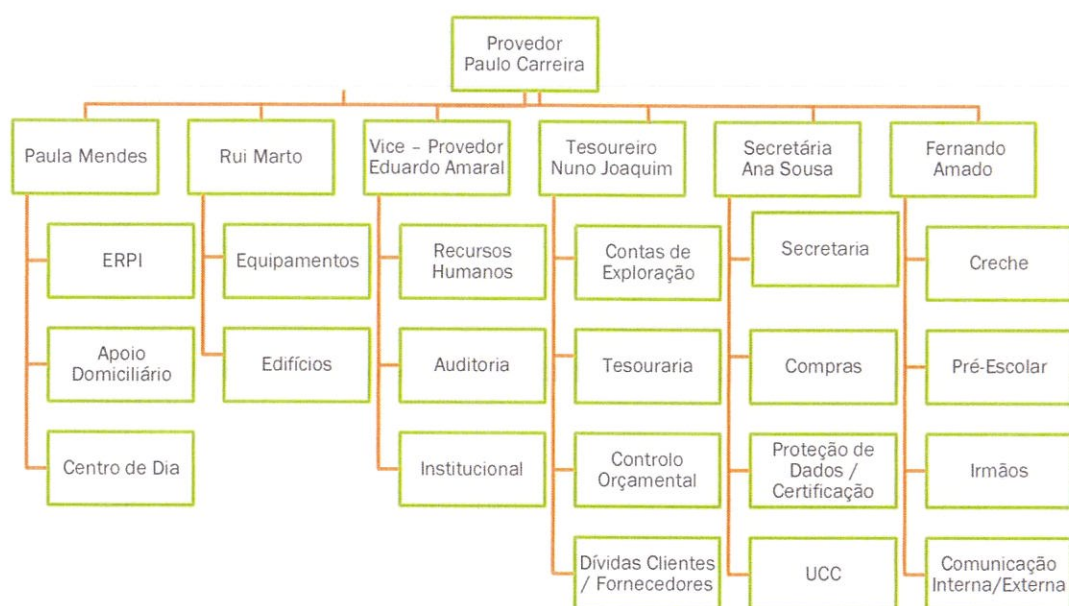 Provedor
Paulo Carreira
Paula Mendes
Rui Marto
Vice – Provedor
Eduardo Amaral
Tesoureiro
Nuno Joaquim
Secretária
Ana Sousa
Fernando
Amado
ERPI
Apoio
Domiciliário
Centro de Dia
Equipamentos
Edifícios
Recursos
Humanos
Auditoria
Institucional
Contas de
Exploração
Tesouraria
Controlo
Orçamental
Dívidas Clientes
/ Fornecedores
Secretaria
Compras
Proteção de
Dados /
Certificação
UCC
Creche
Pré-Escolar
Irmãos
Comunicação
Interna/Externa